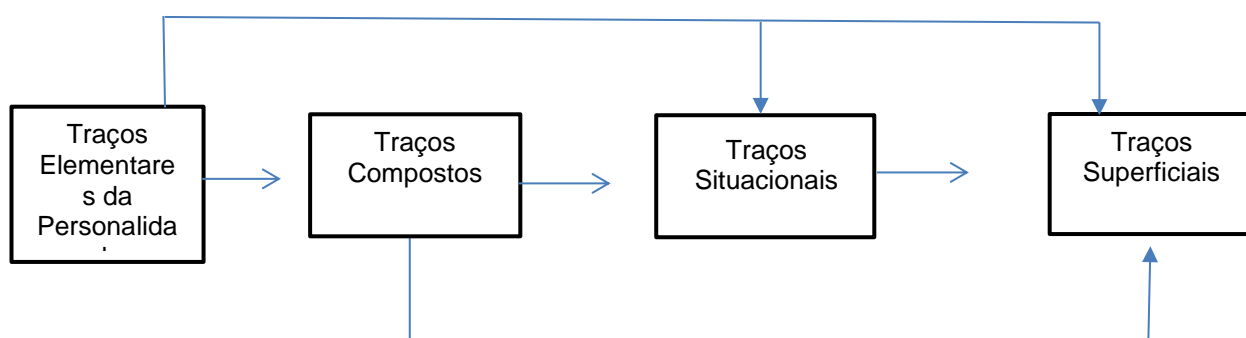 Traços
Elementare
s da
Personalida
Traços
Compostos
Traços
Situacionais
Traços
Superficiais